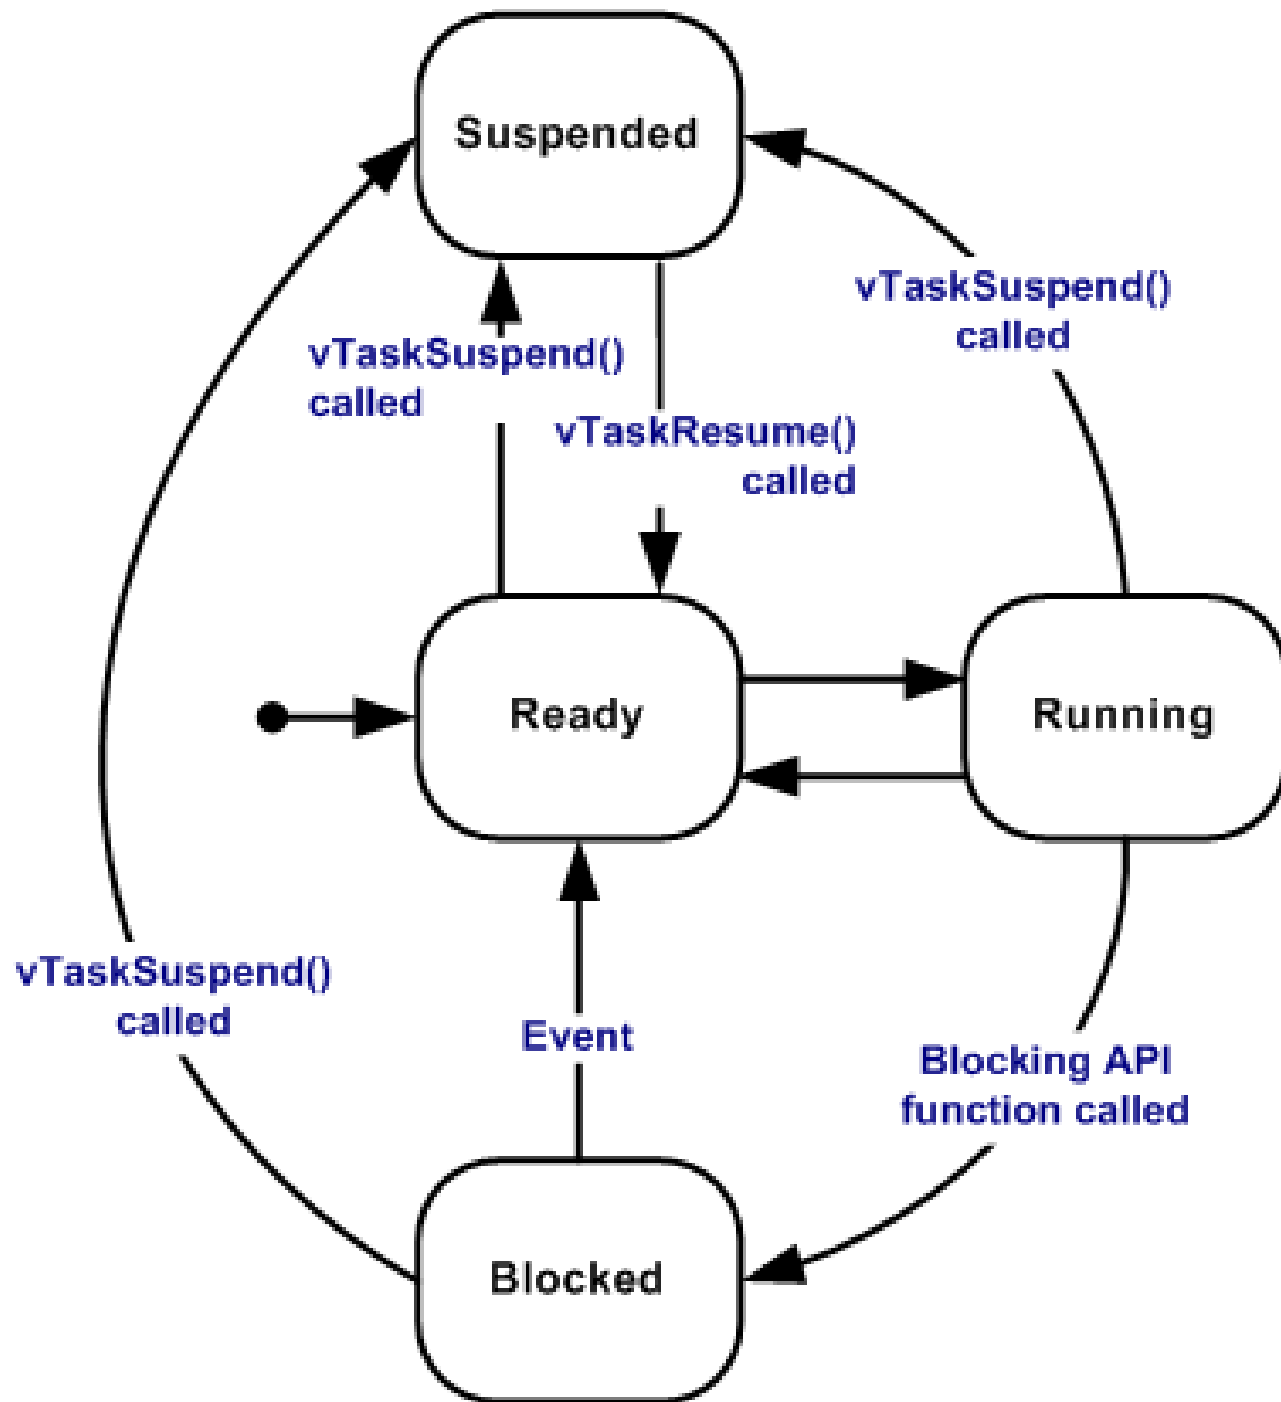 Suspended
vTaskSuspend()
called
vTaskSuspend()
called
vTaskResume()
called
Ready
Running
vTaskSuspend()
called
Event
Blocking API
function called
Blocked